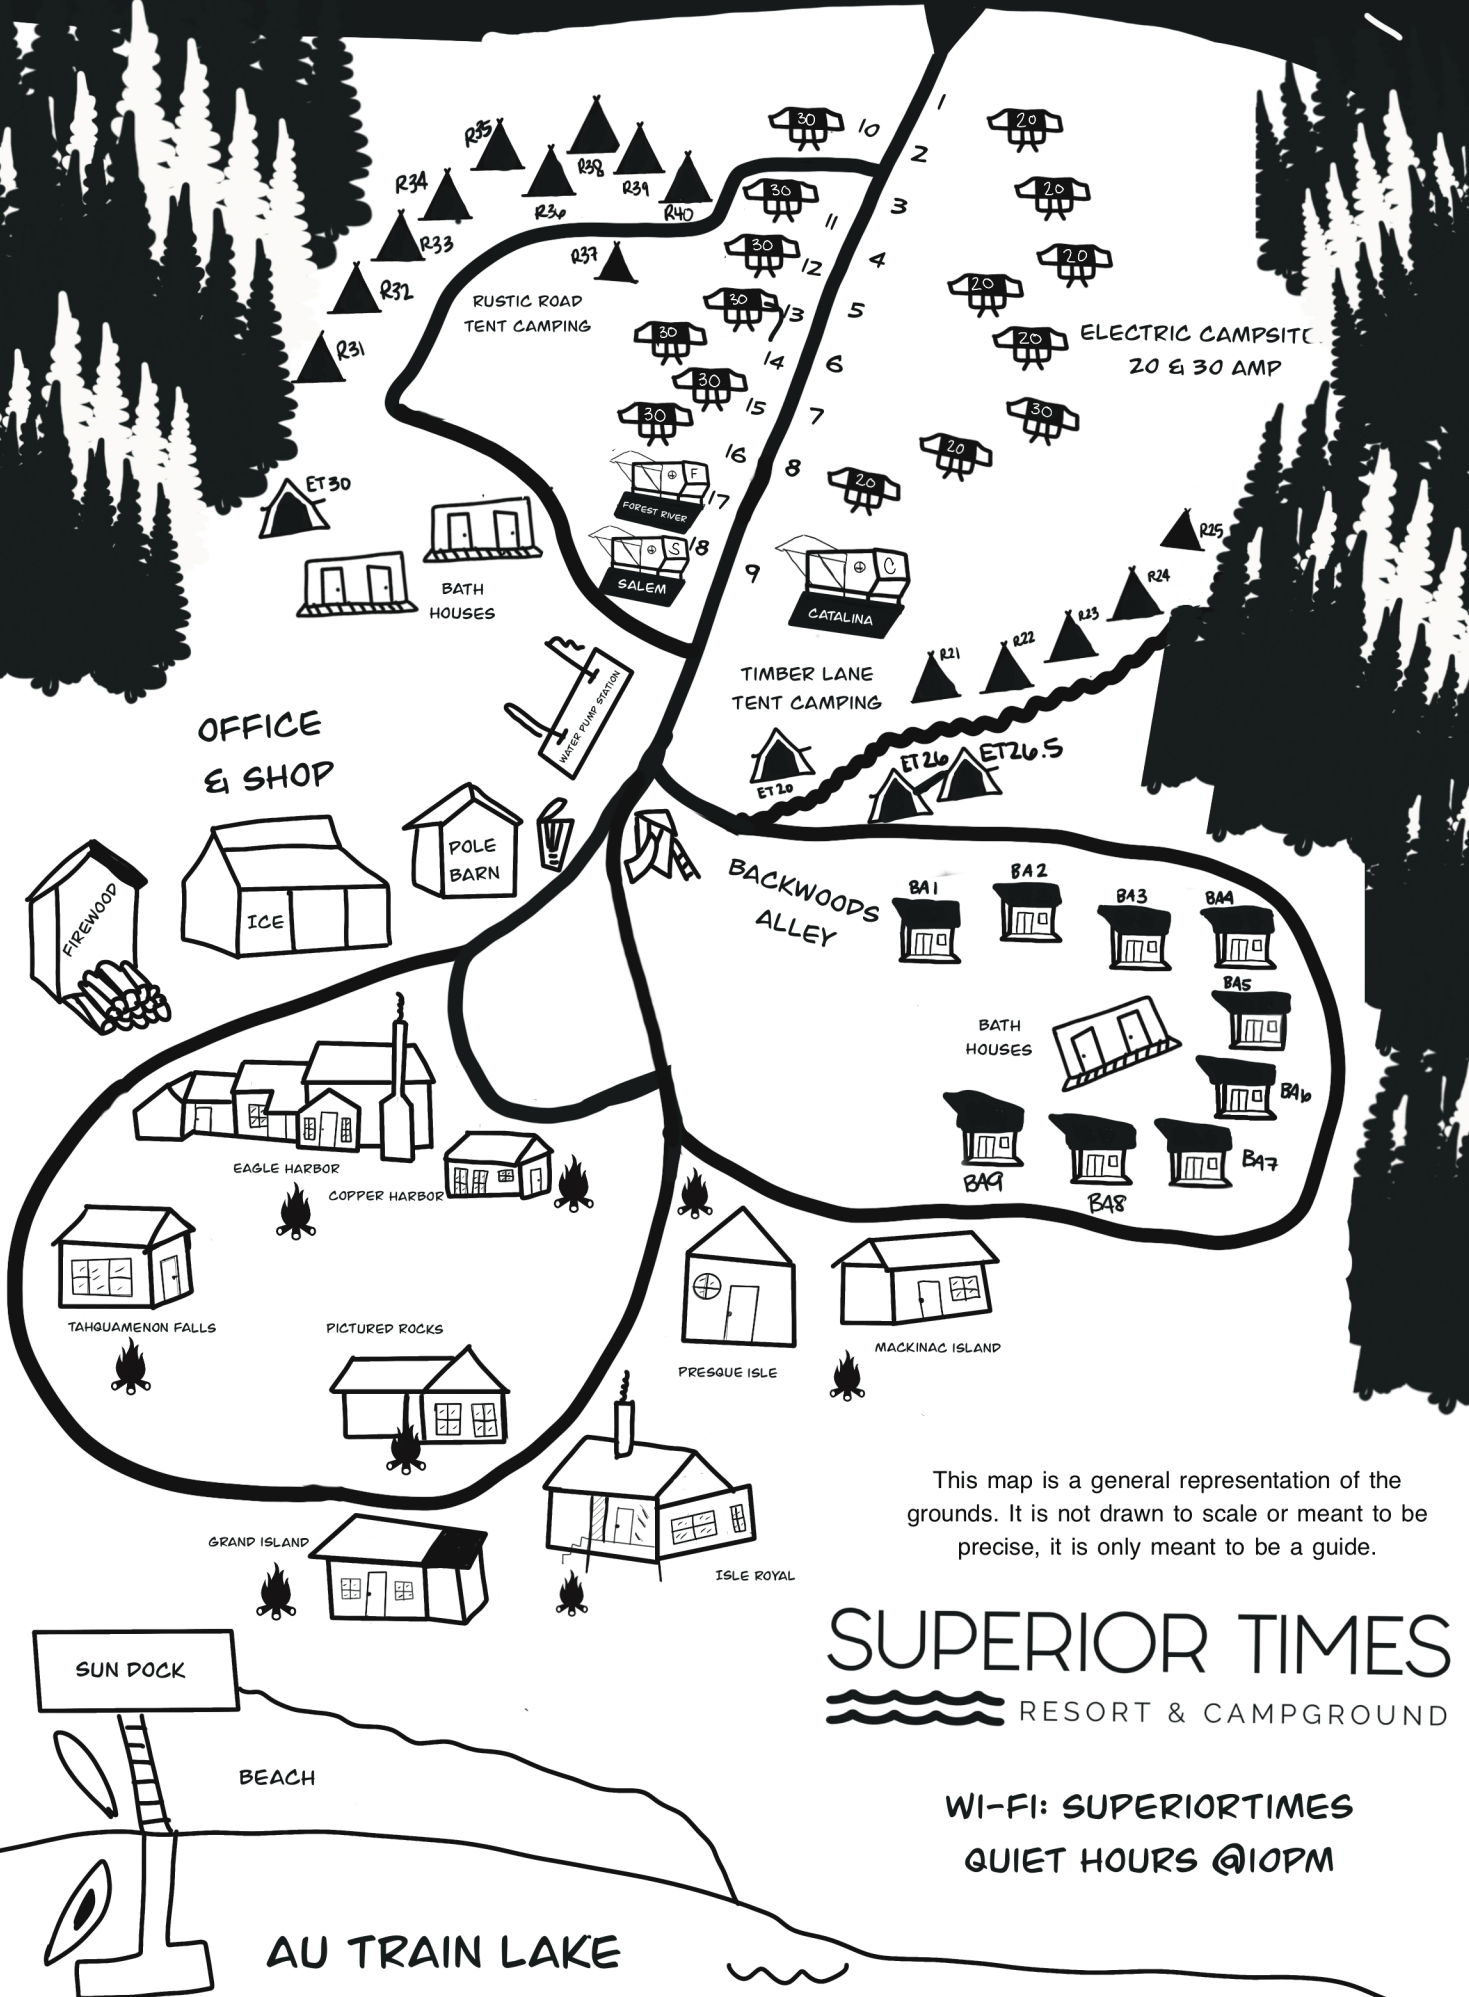 1
30
10
20
2
R35
R38
R39
R34
R36
R40
30
11
3
20
R33
R37
30
12
4
20
R32
RUSTIC ROAD
TENT CAMPING
30
13
5
20
R31
30
14
6
20
ELECTRIC CAMPSITE
20 & 30 AMP
30
15
7
30
30
16
8
20
20
ET30
F
FOREST RIVER
17
S
SALEM
18
9
C
CATALINA
BATH
HOUSES
R25
R24
R23
R22
R21
WATER PUMP STATION
TIMBER LANE
TENT CAMPING
ET20
ET26
ET26.5
OFFICE
& SHOP
FIREWOOD
ICE
POLE
BARN
BACKWOODS
ALLEY
BA1
BA2
BA3
BA4
BA5
BA6
BA7
BA8
BA9
BATH
HOUSES
EAGLE HARBOR
COPPER HARBOR
TAHQUAMENON FALLS
PICTURED ROCKS
PRESQUE ISLE
MACKINAC ISLAND
GRAND ISLAND
ISLE ROYAL
This map is a general representation of the
grounds. It is not drawn to scale or meant to be
precise, it is only meant to be a guide.
SUPERIOR TIMES
RESORT & CAMPGROUND
SUN DOCK
BEACH
WI-FI: SUPERIORTIMES
QUIET HOURS @10PM
AU TRAIN LAKE